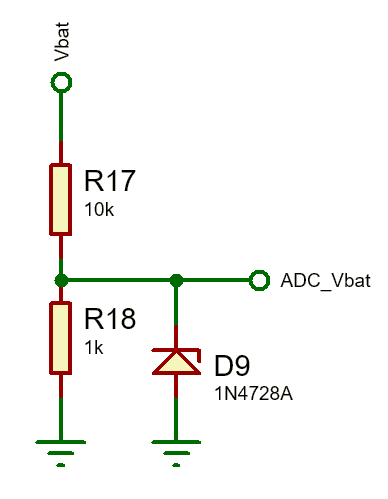 Vbat
R17
10k
ADC_Vbat
R18
1k
D9
1N4728A